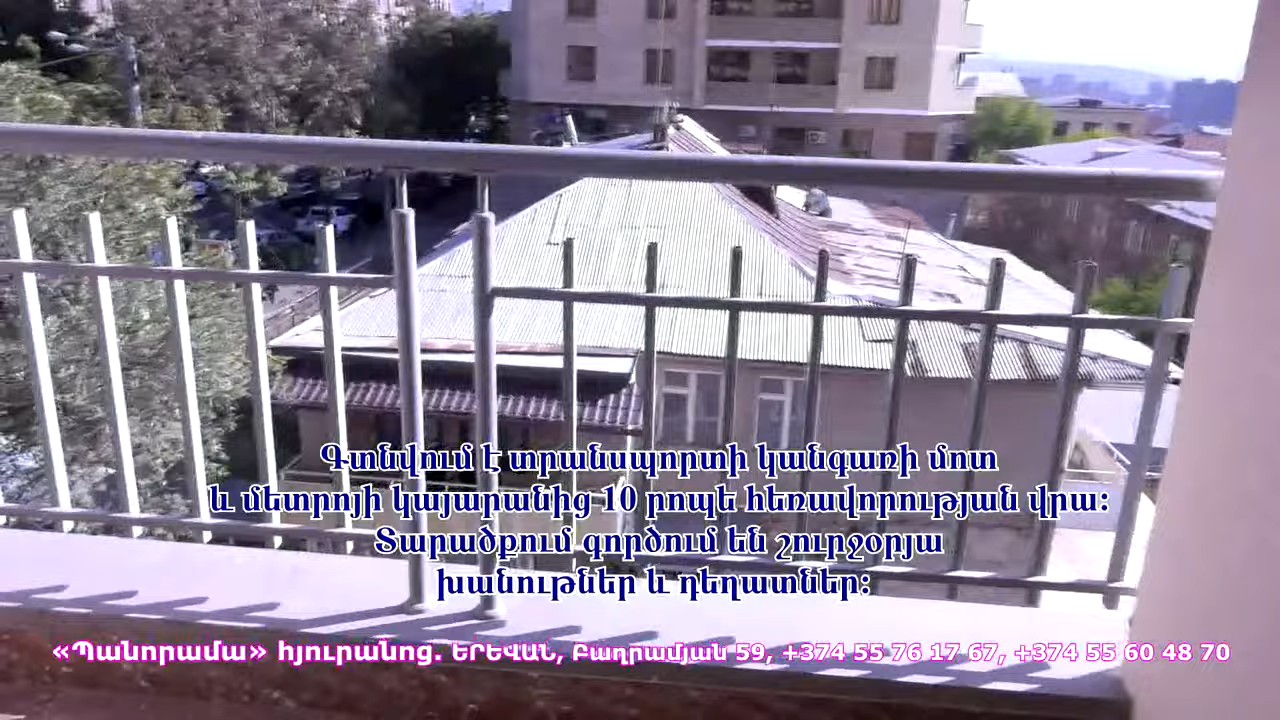 Գտնվում է տրանսպորտի կանգառի մոտ
և մետրոյի կայարանից 10 րոպե հեռավորության վրա:
Տարածքում գործում են շուրջօրյա
խանութներ և դեղատներ:
«Պանորամա» հյուրանոց. ԵՐԵՎԱՆ, Բաղրամյան 59, +374 55 76 17 67, +374 55 60 48 70